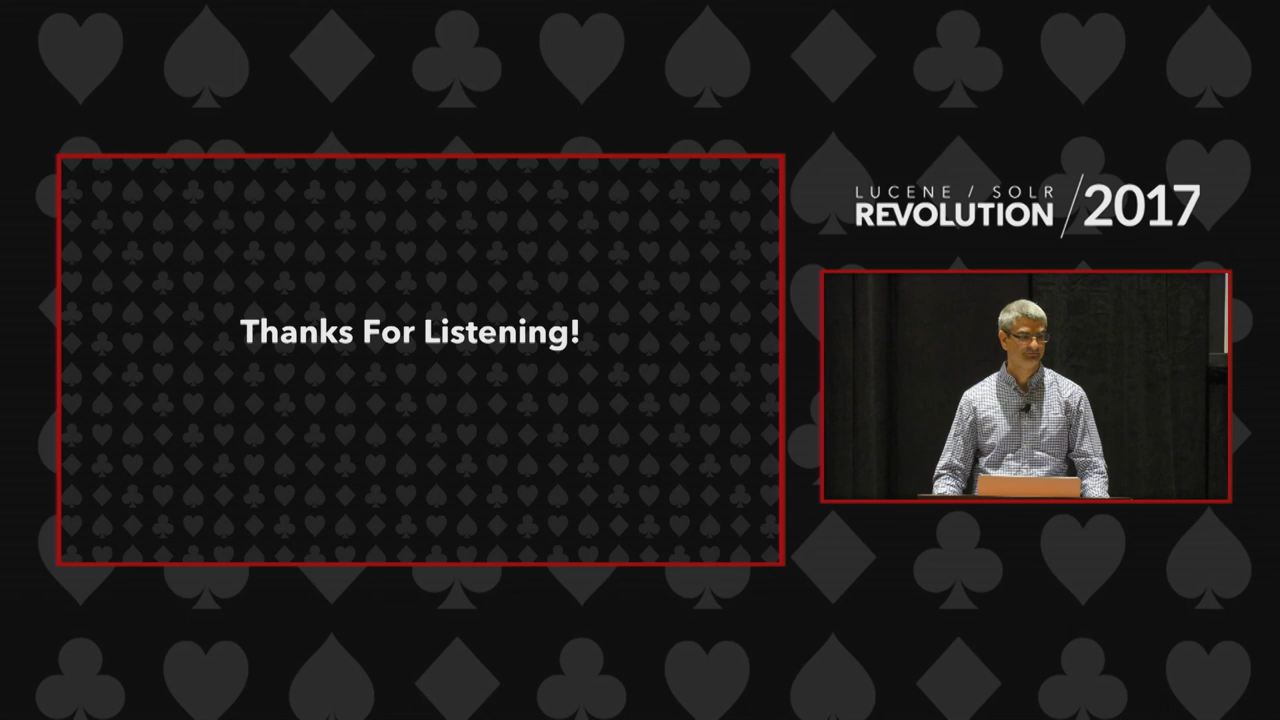 Thanks For Listening!
LUCENE / SOLR
REVOLUTION / 2017